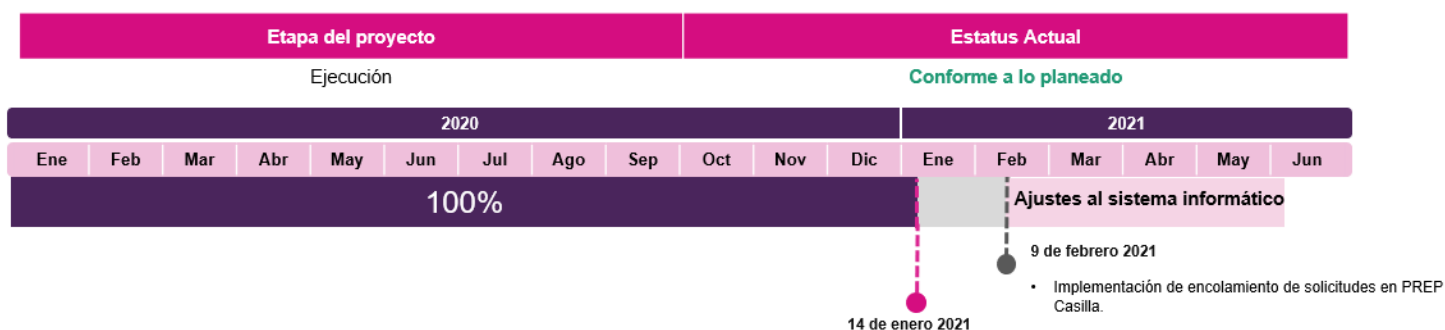 Etapa del proyecto
Estatus Actual
Ejecución
Conforme a lo planeado
2020
2021
Ene Feb Mar Abr May Jun Jul Ago Sep Oct Nov Dic Ene Feb Mar Abr May Jun
100%
Ajustes al sistema informático
9 de febrero 2021
• Implementación de encolamiento de solicitudes en PREP
Casilla.
14 de enero 2021